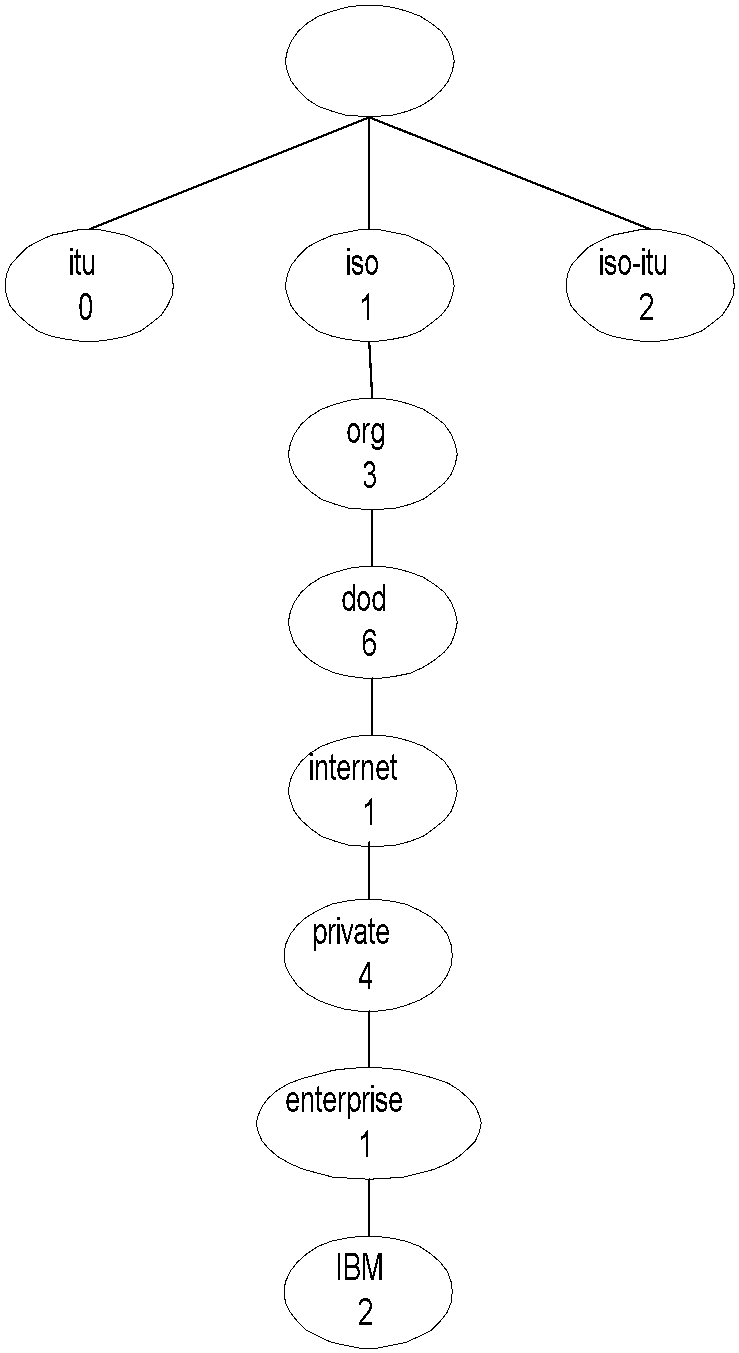 itu
0
iso
1
iso-itu
2
org
3
dod
6
internet
1
private
4
enterprise
1
IBM
2